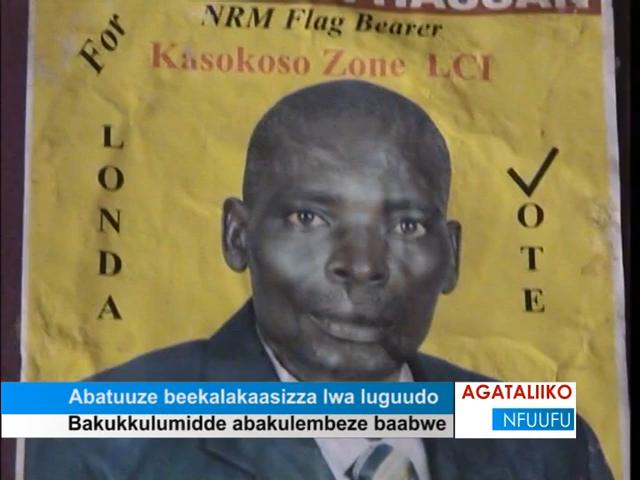 NRM Flag Bearer
For Kasokoso Zone LCI
LONDA
VOTE
Abatuuze beekalakaasizza lwa luguudo
Bakukkulumidde abakulembeze baabwe
AGATALIIKO
NFUUFU